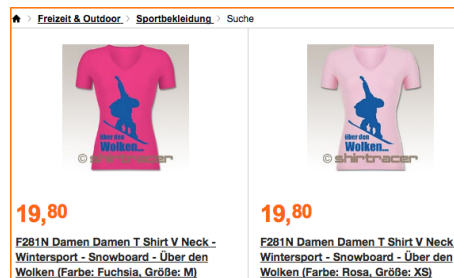 > Freizeit & Outdoor > Sportbekleidung > Suche
über den
Wolken...
© shirtracer
über den
Wolken...
© shirtracer
19,80
19,80
F281N Damen Damen T Shirt V Neck -
Wintersport - Snowboard - Über den
Wolken (Farbe: Fuchsia, Größe: M)
F281N Damen Damen T Shirt V Neck
Wintersport - Snowboard - Über den
Wolken (Farbe: Rosa, Größe: XS)